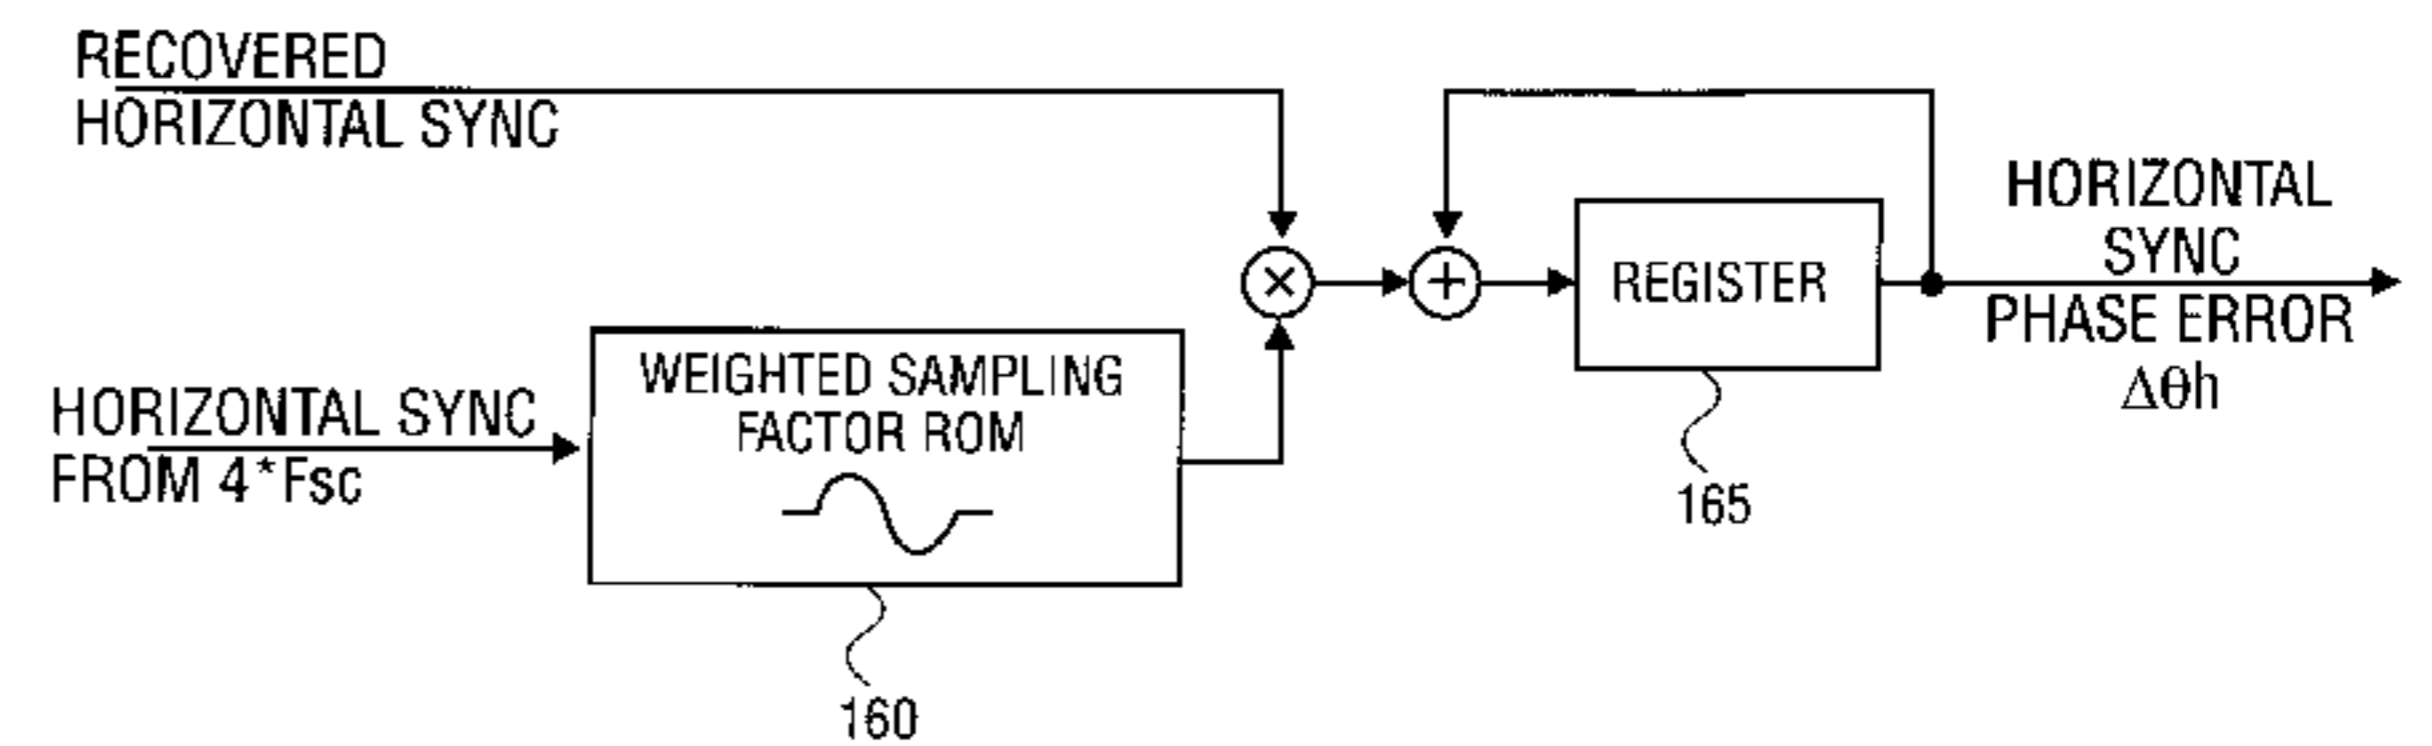 RECOVERED
HORIZONTAL SYNC
HORIZONTAL SYNC
FROM 4*Fsc
WEIGHTED SAMPLING
FACTOR ROM
160
×
+
REGISTER
165
HORIZONTAL
SYNC
PHASE ERROR
Δθh